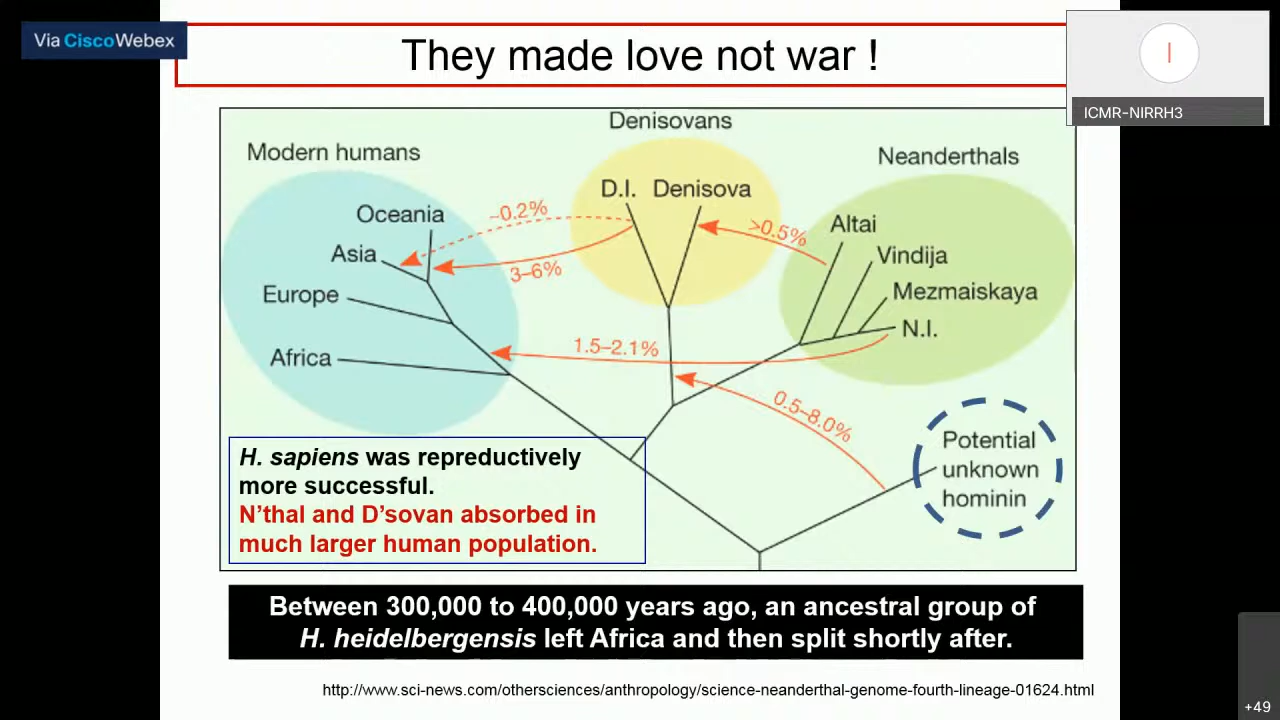 Via CiscoWebex
They made love not war !
ICMR-NIRRH3
Denisovans
Modern humans
Neanderthals
D.I. Denisova
Oceania
~0.2%
>0.5%
Altai
Asia
Vindija
3–6%
Europe
Mezmaiskaya
N.I.
1.5–2.1%
Africa
0.5–8.0%
Potential
unknown
hominin
H. sapiens was repreductively
more successful.
N'thal and D'sovan absorbed in
much larger human population.
Between 300,000 to 400,000 years ago, an ancestral group of
H. heidelbergensis left Africa and then split shortly after.
http://www.sci-news.com/othersciences/anthropology/science-neanderthal-genome-fourth-lineage-01624.html
+49